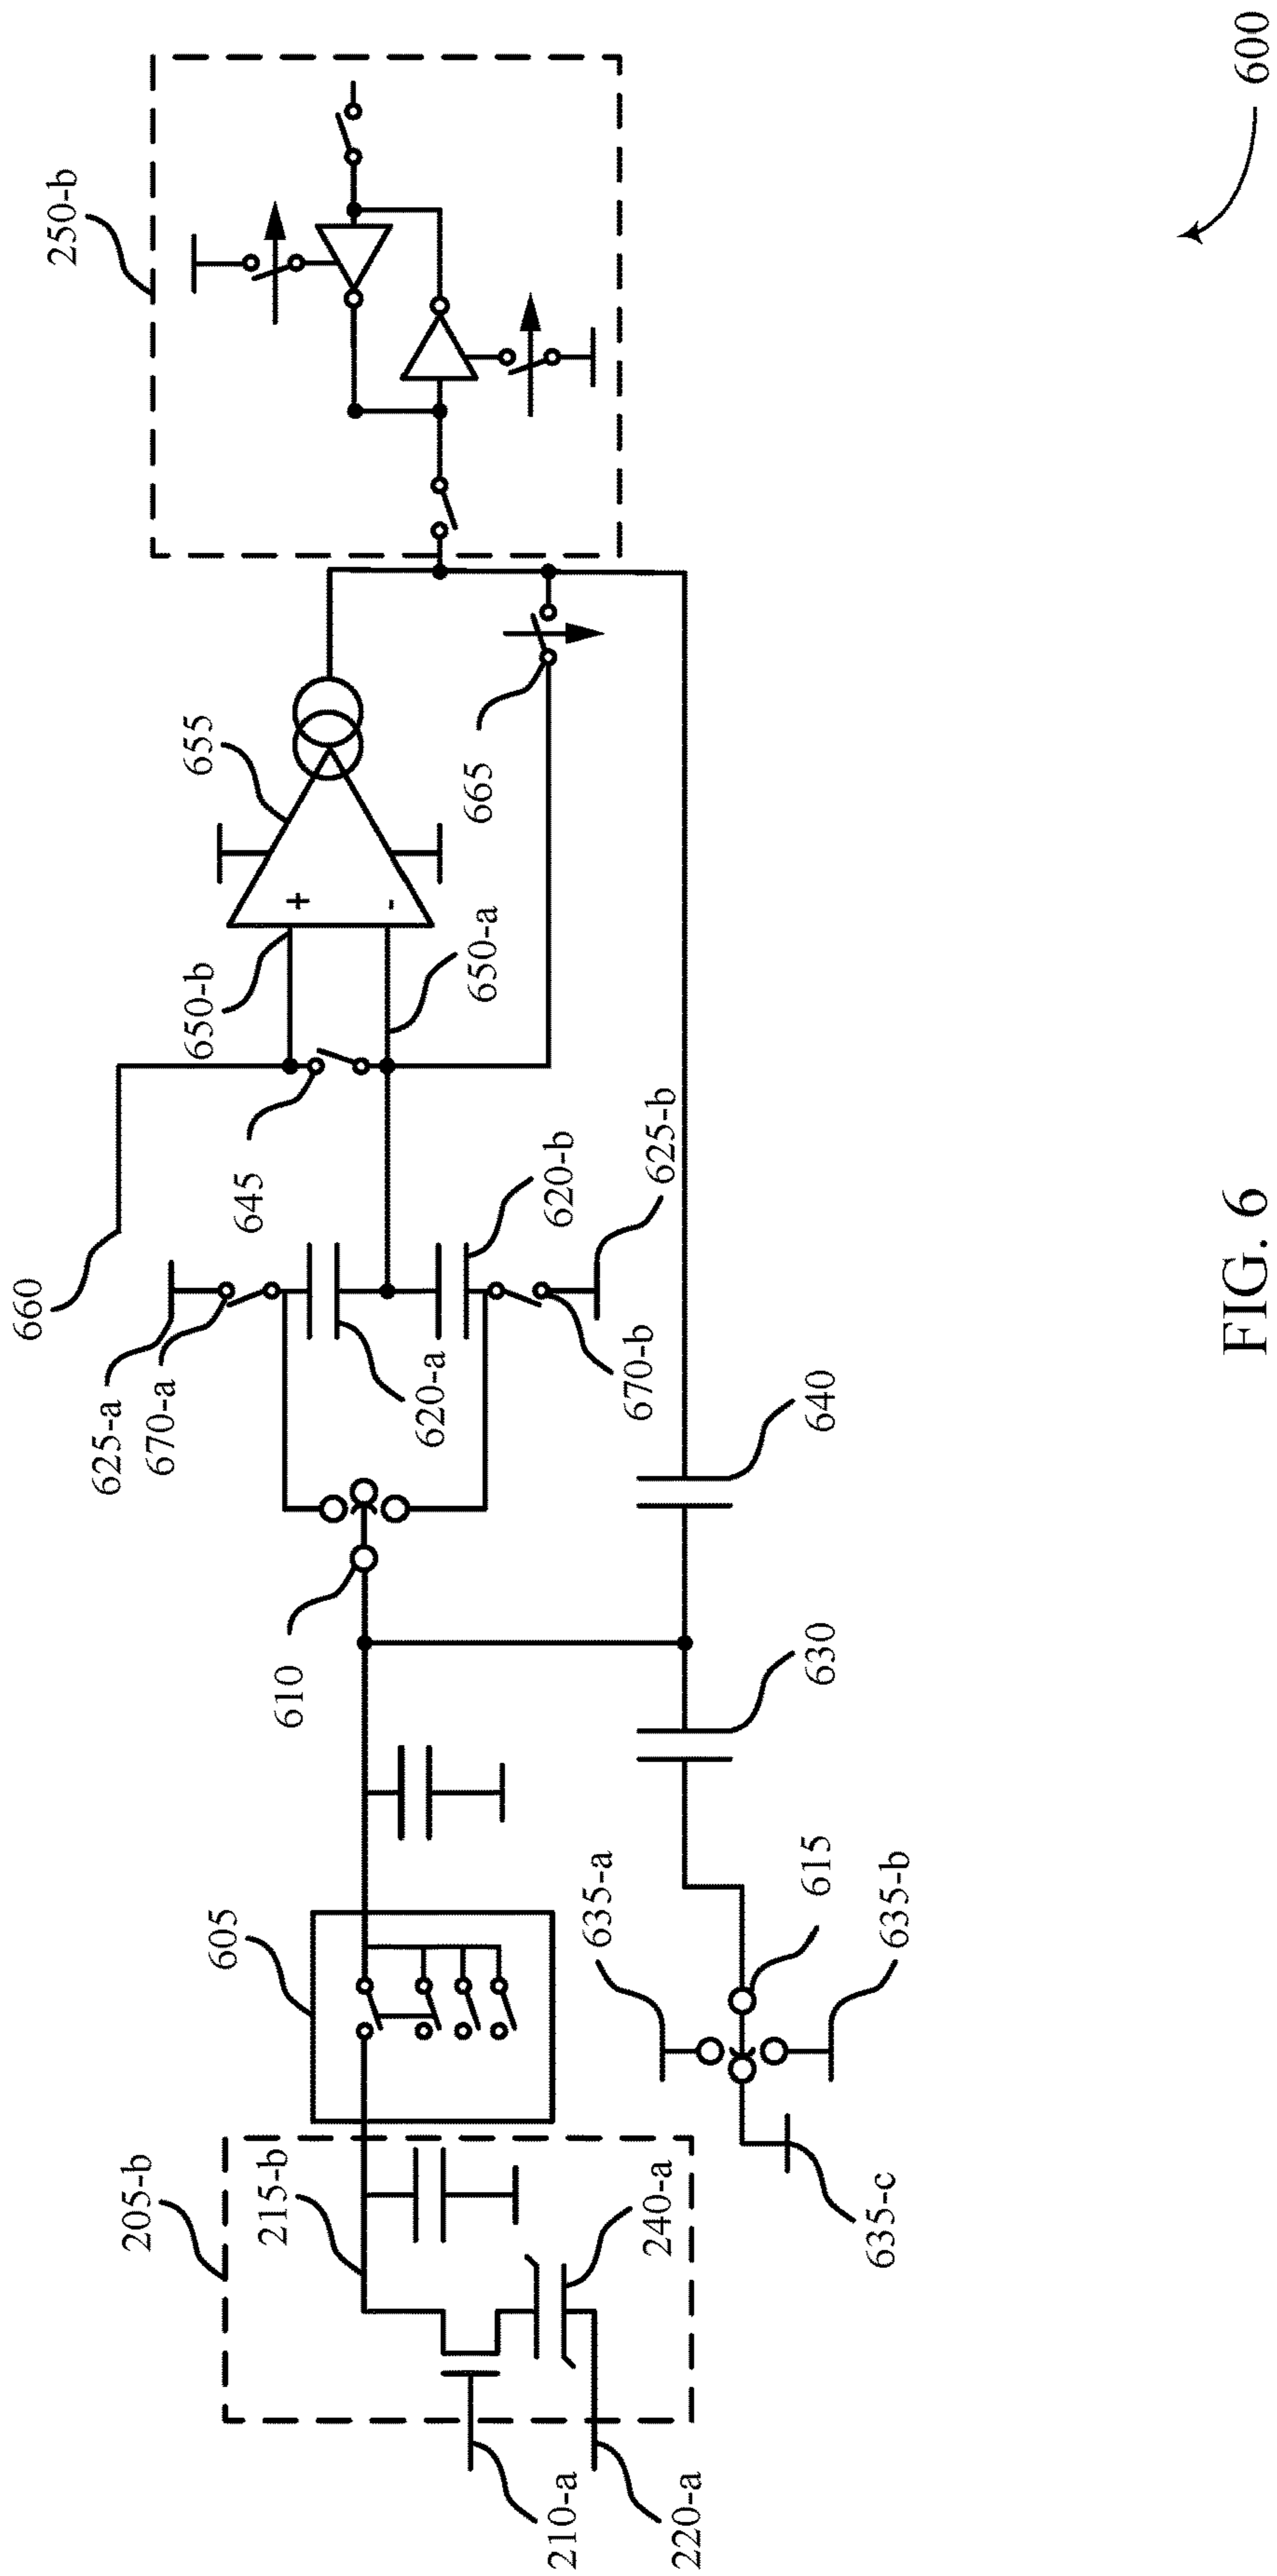 205-b
215-b
210-a
220-a
240-a
605
635-a
635-b
635-c
615
610
630
640
625-a
670-a
620-a
620-b
670-b
625-b
660
645
650-b
650-a
+
-
655
665
250-b
600
FIG. 6